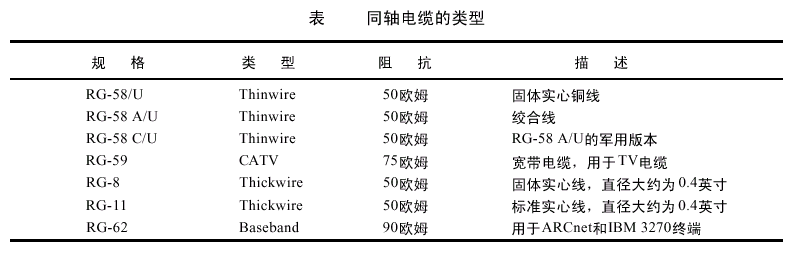 表 同轴电缆的类型
规 格 类 型 阻 抗 描 述
RG-58/U Thinwire 50欧姆 固体实心铜线
RG-58 A/U Thinwire 50欧姆 绞合线
RG-58 C/U Thinwire 50欧姆 RG-58 A/U的军用版本
RG-59 CATV 75欧姆 宽带电缆，用于TV电缆
RG-8 Thickwire 50欧姆 固体实心线，直径大约为0.4英寸
RG-11 Thickwire 50欧姆 标准实心线，直径大约为0.4英寸
RG-62 Baseband 90欧姆 用于ARCnet和IBM 3270终端